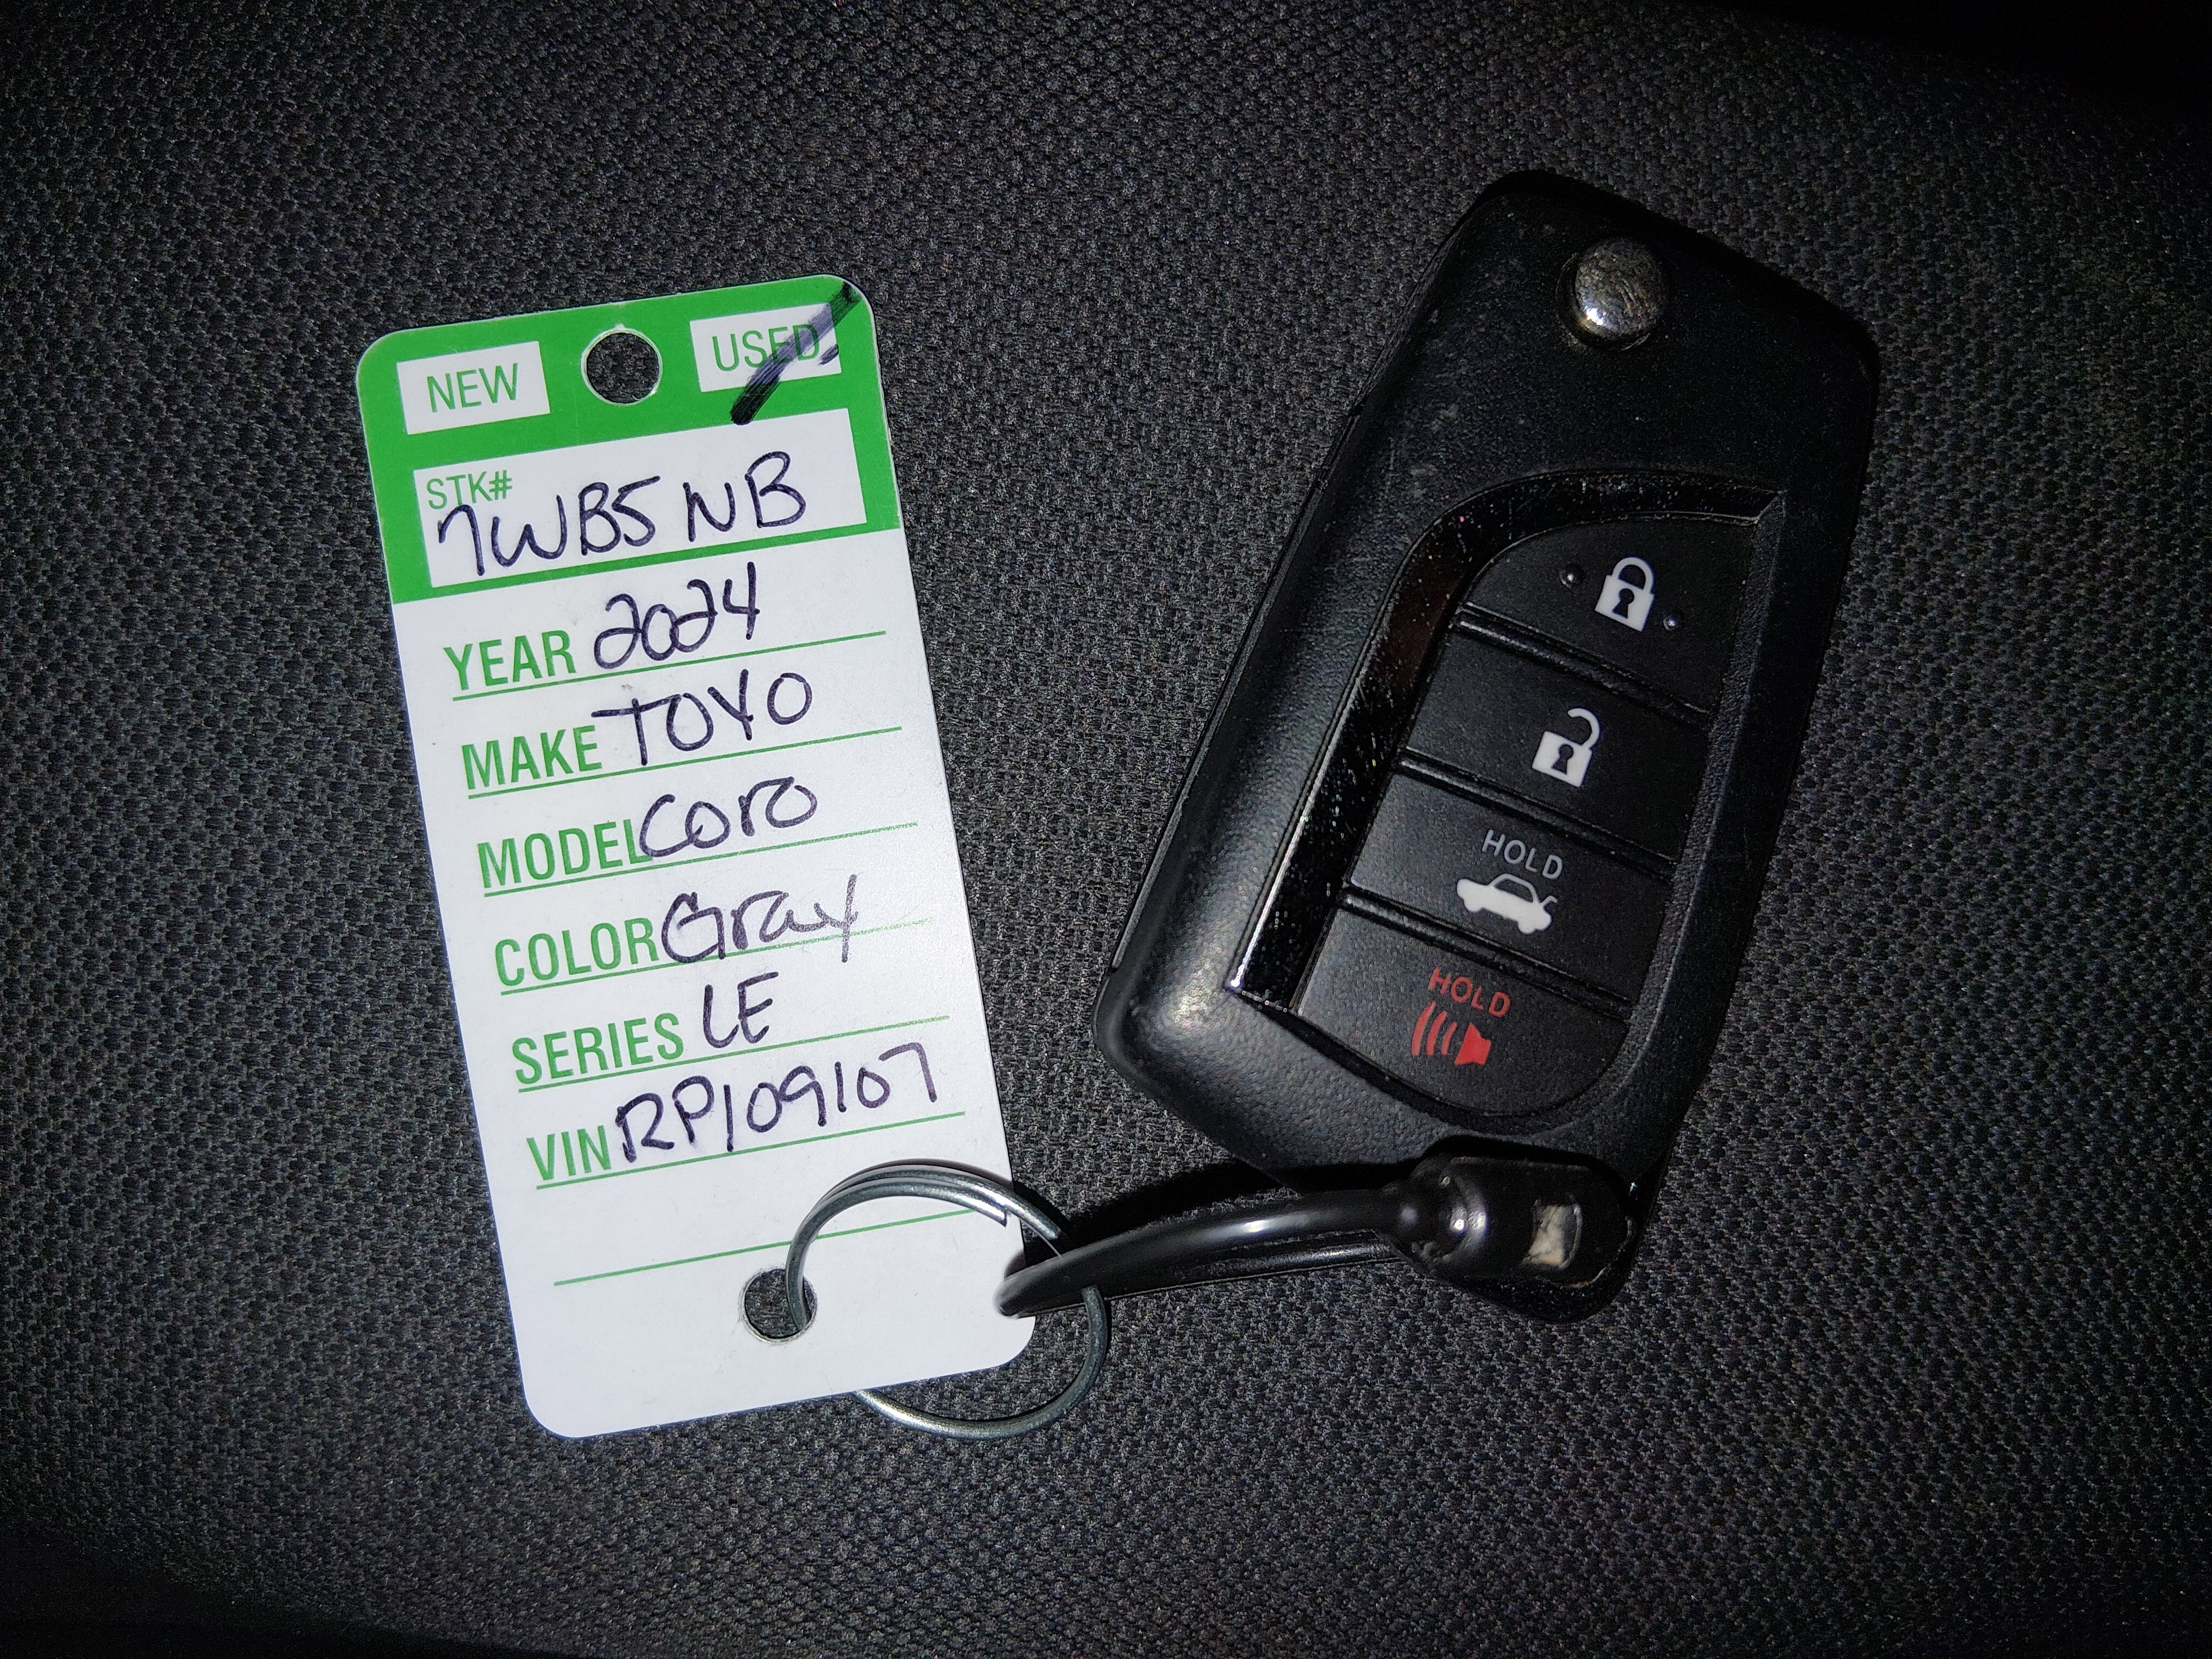 NEW USED
STK#
7WB5NB
YEAR 2024
MAKE TOYO
MODEL Coro
COLOR Gray
SERIES LE
VIN RP109107
HOLD
HOLD